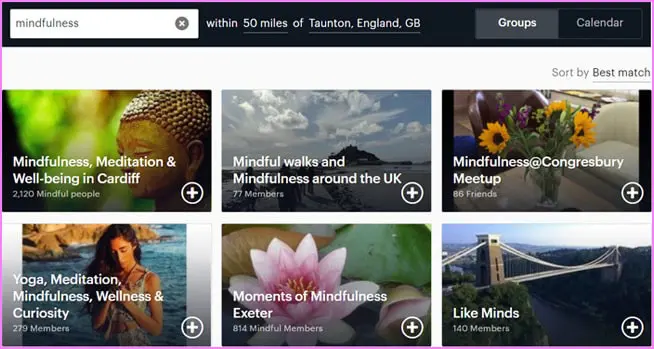 mindfulness within 50 miles of Taunton, England, GB Groups Calendar
Sort by Best match
Mindfulness, Meditation &
Well-being in Cardiff
2,120 Mindful people
Mindful walks and
Mindfulness around the UK
77 Members
Mindfulness@Congresbury
Meetup
86 Friends
Yoga, Meditation,
Mindfulness, Wellness &
Curiosity
279 Members
Moments of Mindfulness
Exeter
814 Mindful Members
Like Minds
140 Members